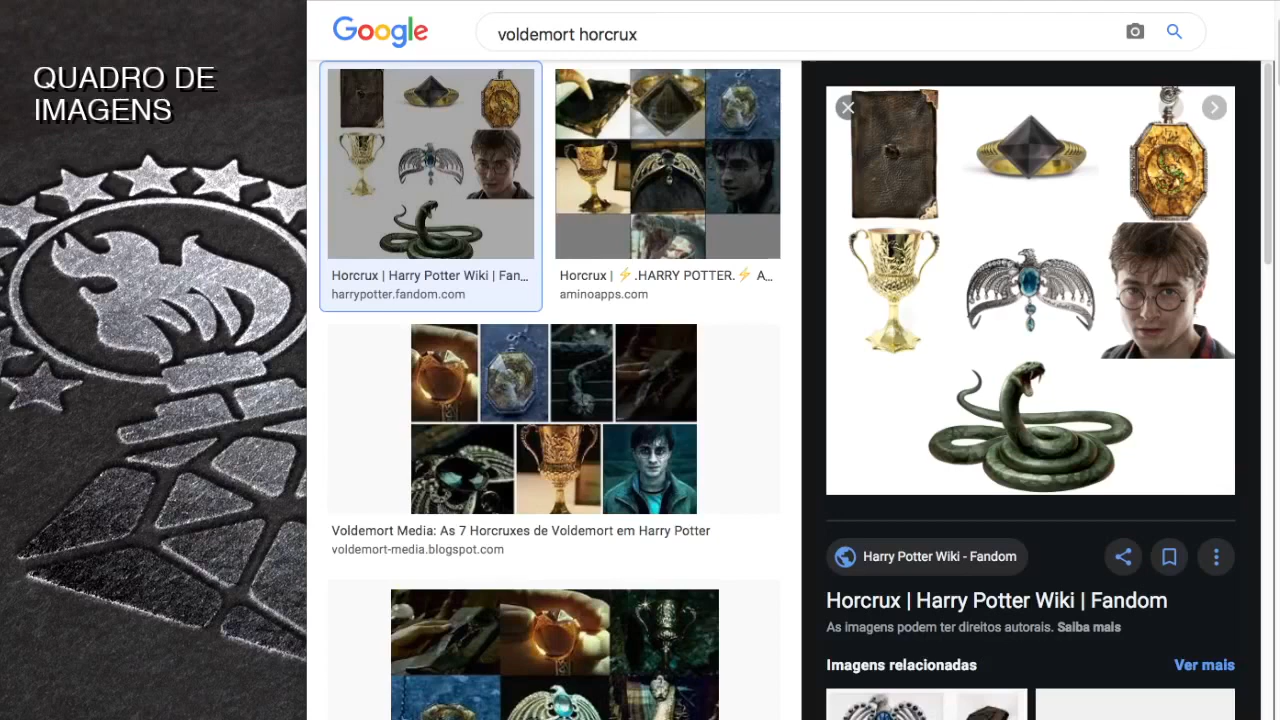 QUADRO DE
IMAGENS
Google
voldemort horcrux
Horcrux | Harry Potter Wiki | Fan...
harrypotter.fandom.com
Horcrux | ⚡.HARRY POTTER.⚡ A...
aminoapps.com
Voldemort Media: As 7 Horcruxes de Voldemort em Harry Potter
voldemort-media.blogspot.com
Harry Potter Wiki - Fandom
Horcrux | Harry Potter Wiki | Fandom
As imagens podem ter direitos autorais. Saiba mais
Imagens relacionadas
Ver mais